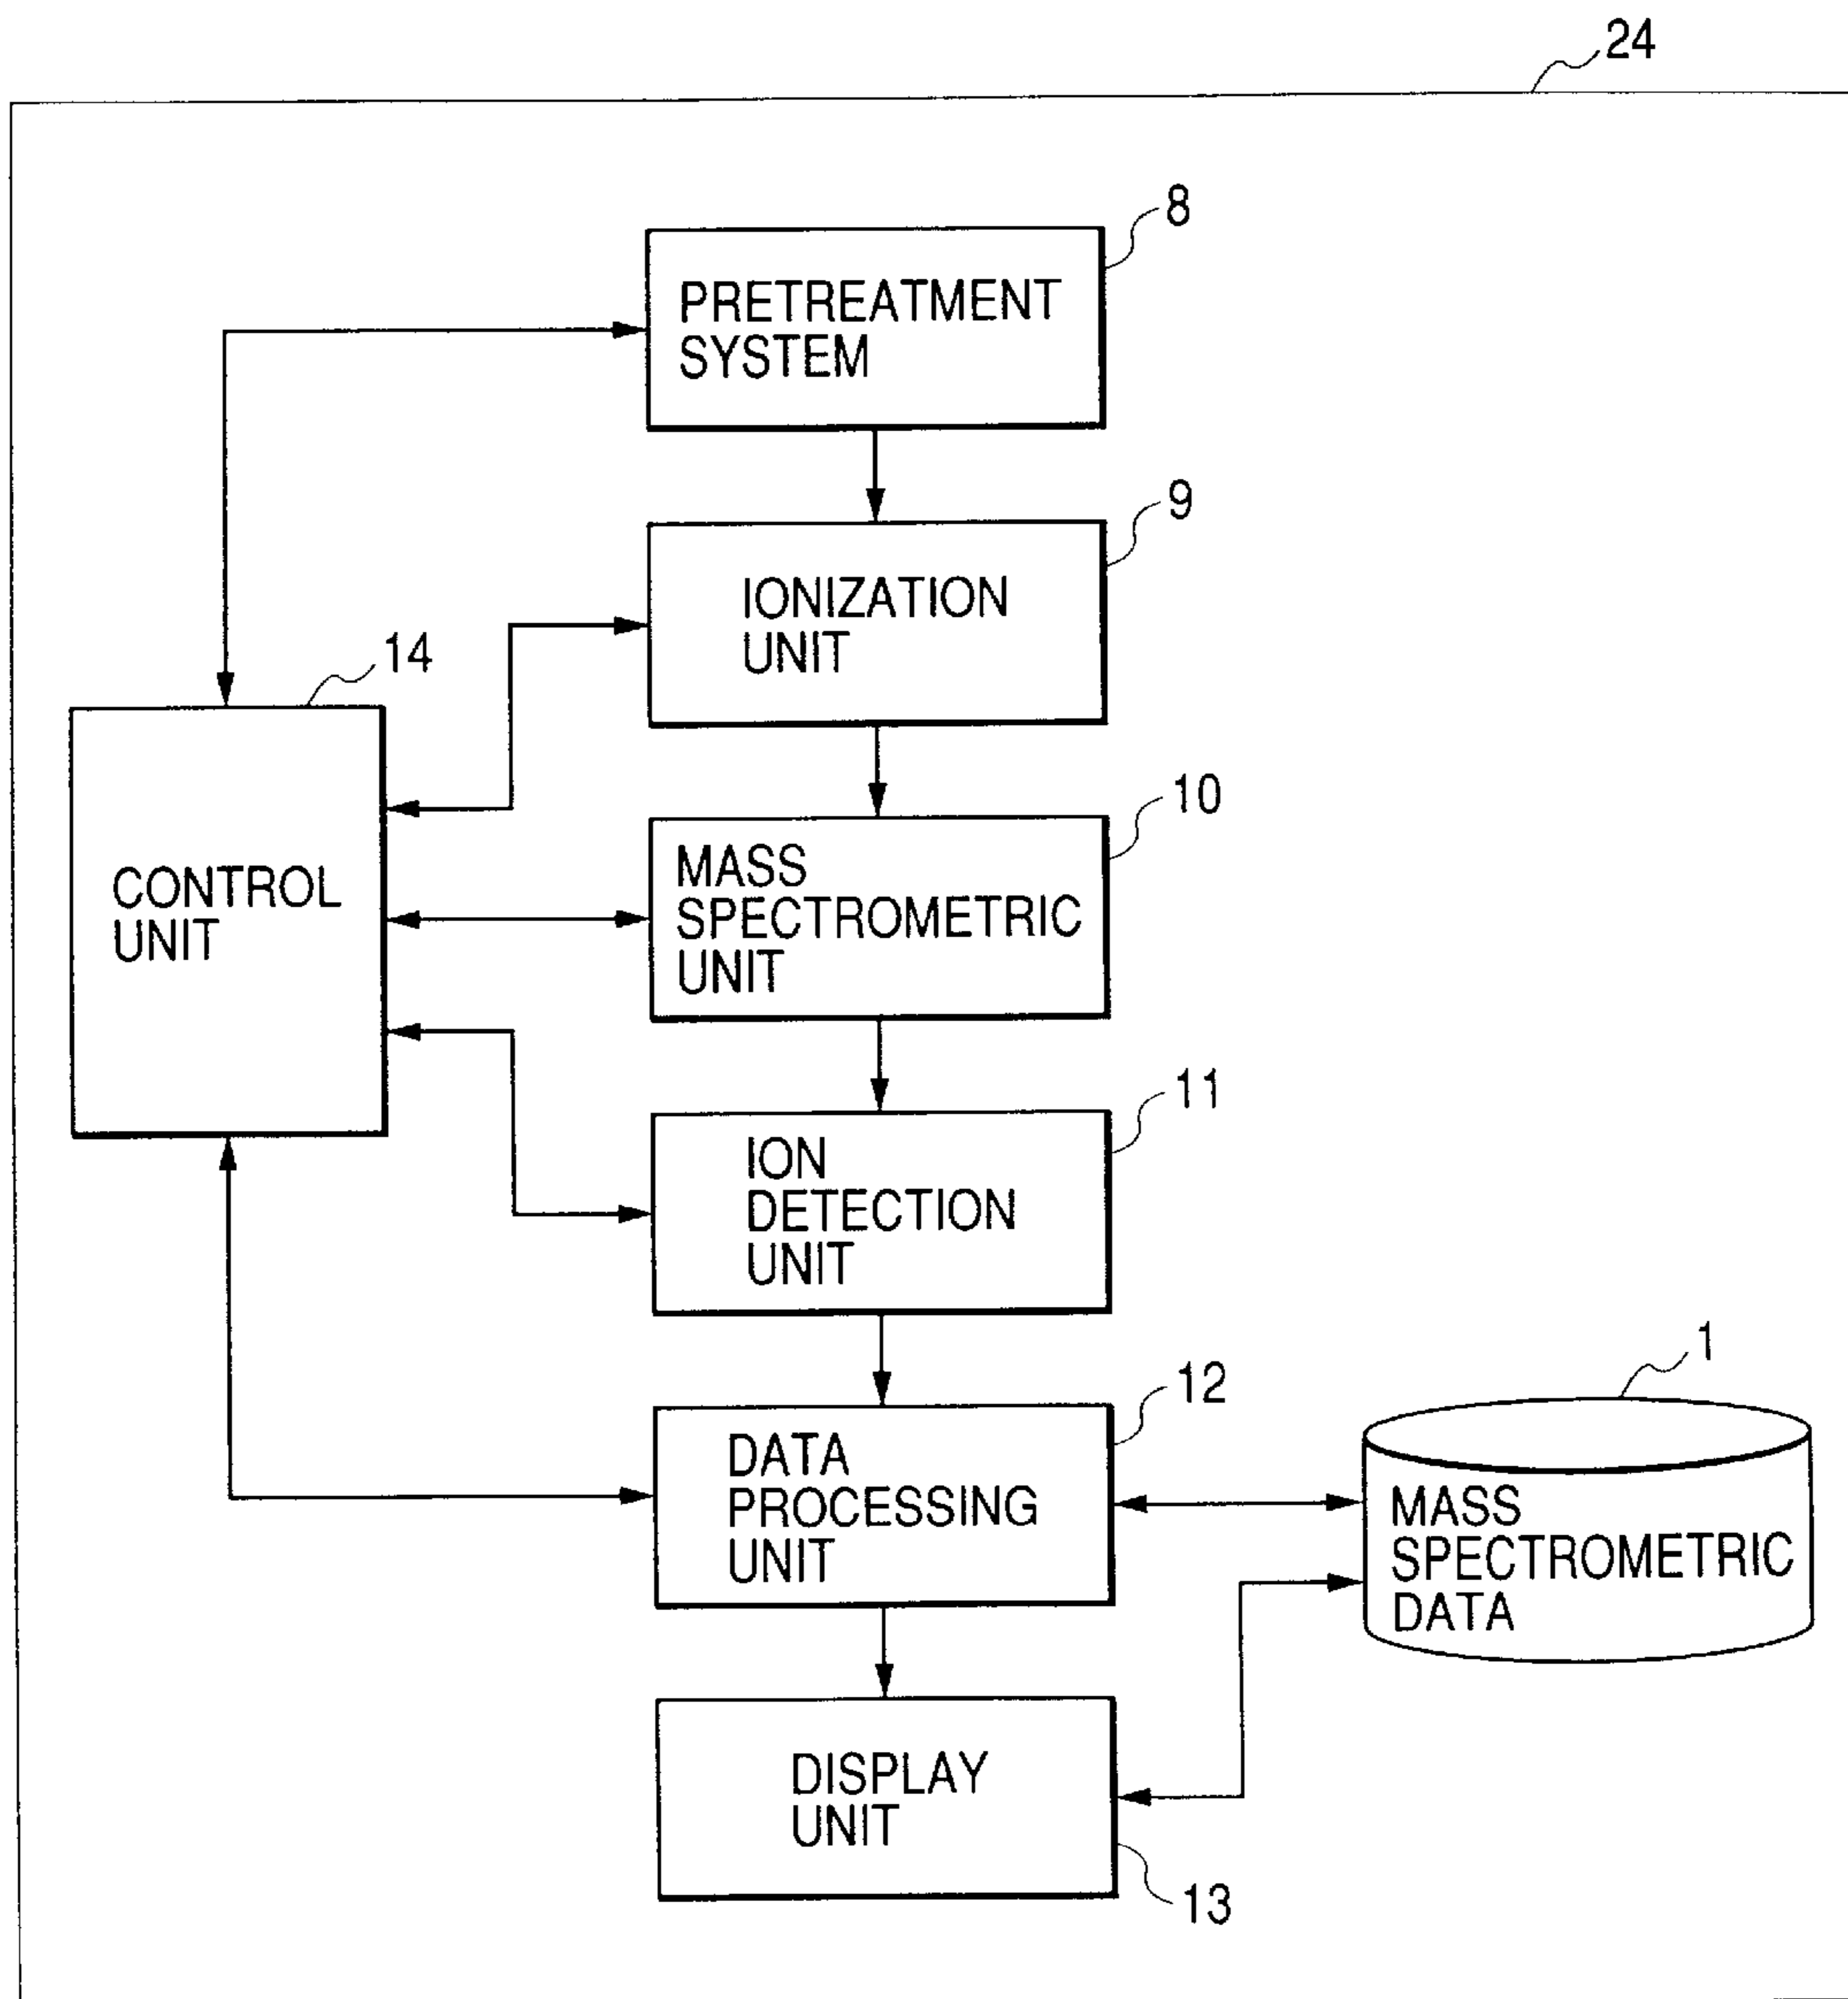 24
8
PRETREATMENT
SYSTEM
9
IONIZATION
UNIT
14
CONTROL
UNIT
10
MASS
SPECTROMETRIC
UNIT
11
ION
DETECTION
UNIT
12
DATA
PROCESSING
UNIT
1
MASS
SPECTROMETRIC
DATA
DISPLAY
UNIT
13